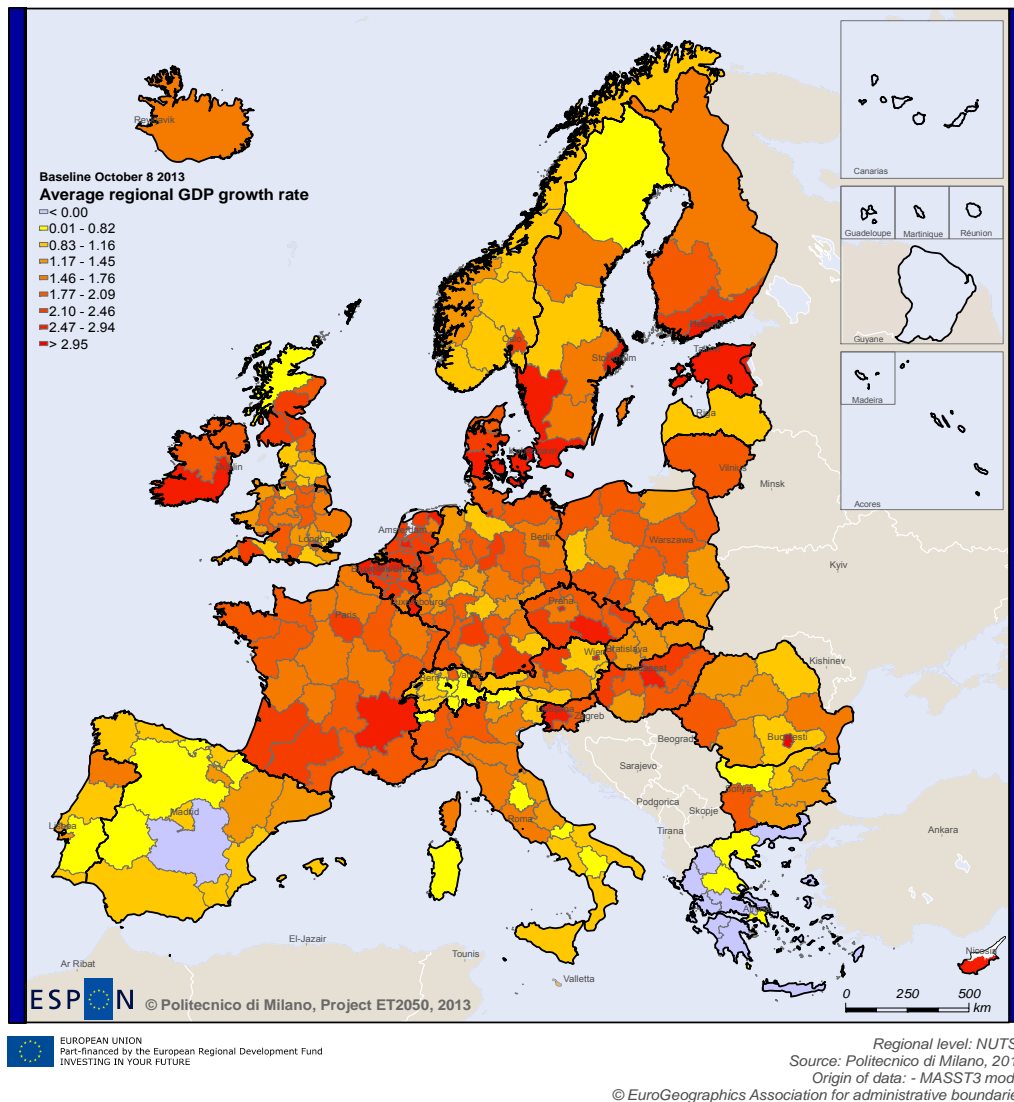 Canarias
Reykjavik
Baseline October 8 2013
Average regional GDP growth rate
< 0.00
0.01 - 0.82
0.83 - 1.16
1.17 - 1.45
1.46 - 1.76
1.77 - 2.09
2.10 - 2.46
2.47 - 2.94
> 2.95
Guadeloupe
Martinique
Réunion
Guyane
Oslo
Stockholm
Madeira
Riga
Dublin
Vilnius
Minsk
Acores
Amsterdam
London
Berlin
Warszawa
Kyiv
Luxembourg
Paris
Praha
Wien
Bratislava
Kishinev
Bern
Budapest
Zagreb
Beograd
Bucuresti
Sarajevo
Sofiya
Podgorica
Skopje
Madrid
Lisboa
Roma
Tirana
Ankara
El-Jazair
Tounis
Nicosia
Ar Ribat
Valletta
ESPON
© Politecnico di Milano, Project ET2050, 2013
0 250 500
km
EUROPEAN UNION
Part-financed by the European Regional Development Fund
INVESTING IN YOUR FUTURE
Regional level: NUTS
Source: Politecnico di Milano, 201
Origin of data: - MASST3 mod
© EuroGeographics Association for administrative boundarie